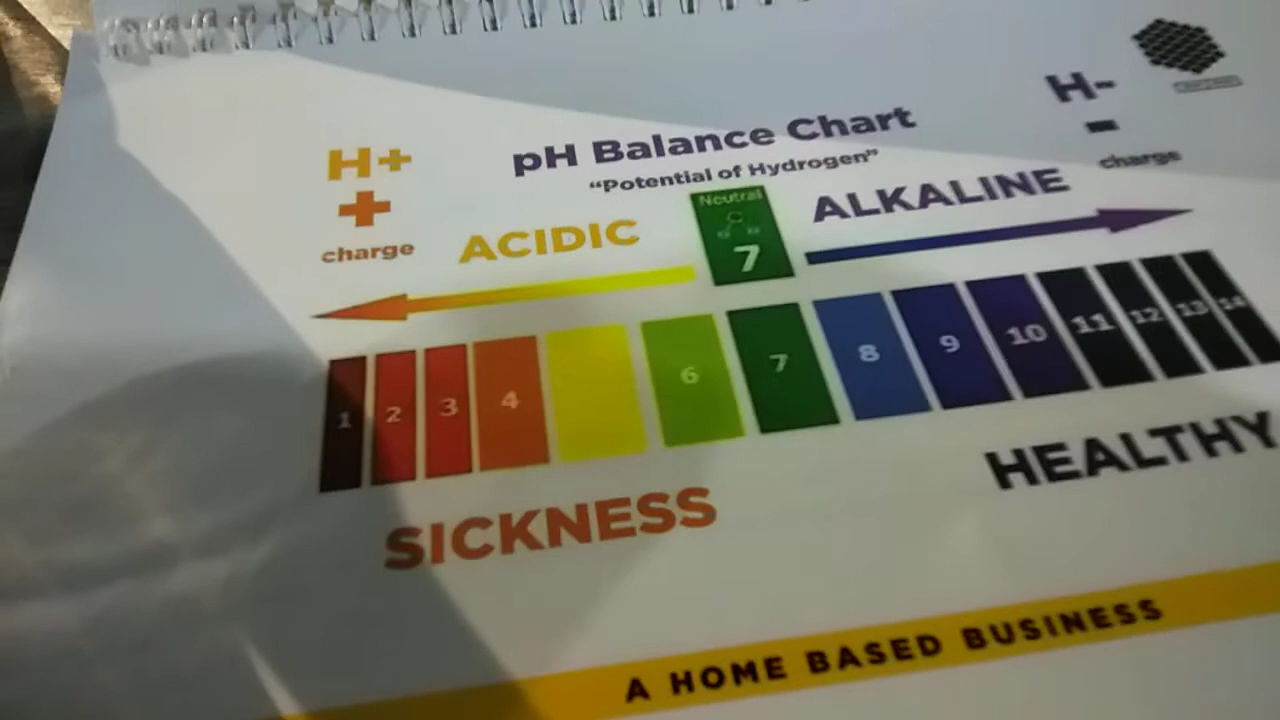 H+
+
charge
pH Balance Chart
"Potential of Hydrogen"
H-
-
charge
ACIDIC
Neutral
7
ALKALINE
1 2 3 4 6 7 8 9 10 11 12 13 14
SICKNESS
HEALTHY
A HOME BASED BUSINESS